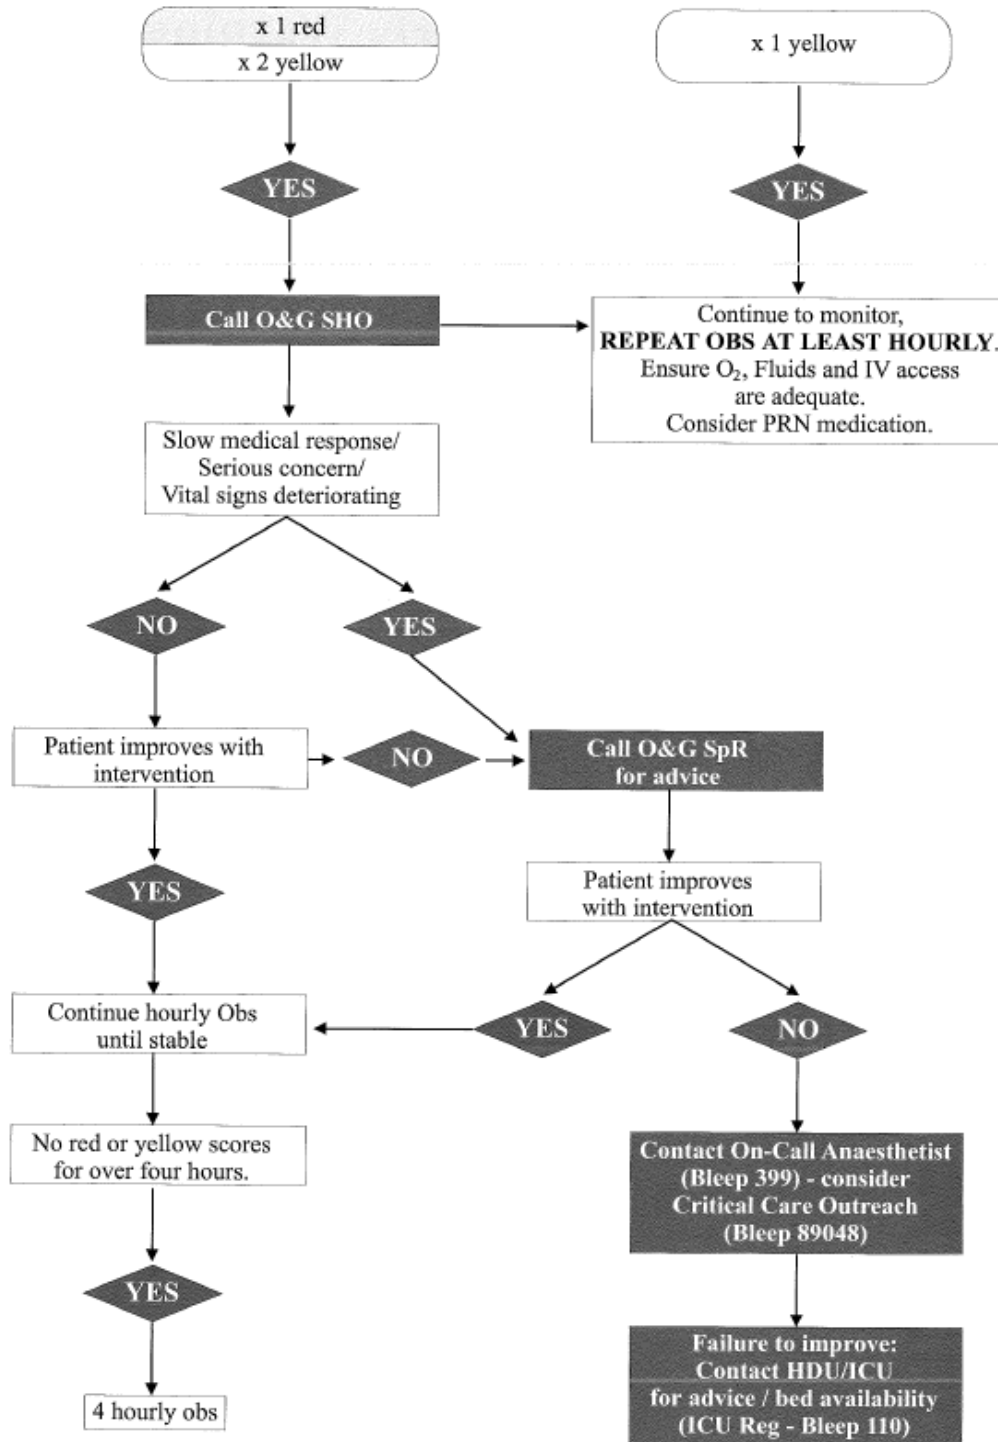 x 1 red
x 2 yellow
x 1 yellow
YES
YES
Call O&G SHO
Continue to monitor,
REPEAT OBS AT LEAST HOURLY.
Ensure O₂, Fluids and IV access
are adequate.
Consider PRN medication.
Slow medical response/
Serious concern/
Vital signs deteriorating
NO
YES
Patient improves with
intervention
NO
Call O&G SpR
for advice
YES
Patient improves
with intervention
Continue hourly Obs
until stable
YES
NO
No red or yellow scores
for over four hours.
Contact On-Call Anaesthetist
(Bleep 399) - consider
Critical Care Outreach
(Bleep 89048)
YES
Failure to improve:
Contact HDU/ICU
for advice / bed availability
(ICU Reg - Bleep 110)
4 hourly obs